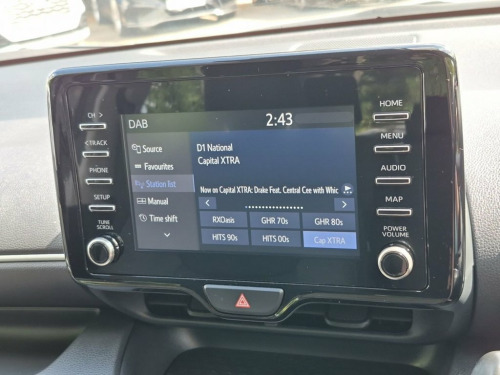 DAB
2:43
Source
Favourites
Station list
Manual
Time shift
D1 National
Capital XTRA
Now on Capital XTRA: Drake Feat. Central Cee with Whic
RXOasis GHR 70s GHR 80s
HITS 90s HITS 00s Cap XTRA
CH >
< TRACK
PHONE
SETUP
TUNE
SCROLL
HOME
MENU
AUDIO
MAP
POWER
VOLUME